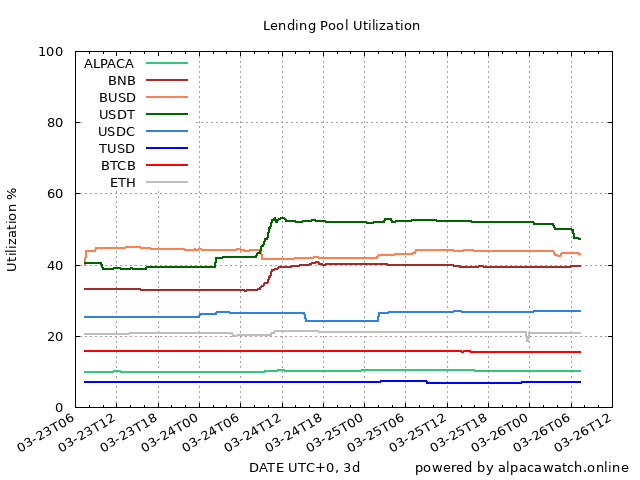 Lending Pool Utilization
Utilization %
100
80
60
40
20
0
ALPACA
BNB
BUSD
USDT
USDC
TUSD
BTCB
ETH
03-23T06
03-23T12
03-23T18
03-24T00
03-24T06
03-24T12
03-24T18
03-25T00
03-25T06
03-25T12
03-25T18
03-26T00
03-26T06
03-26T12
DATE UTC+0, 3d
powered by alpacawatch.online